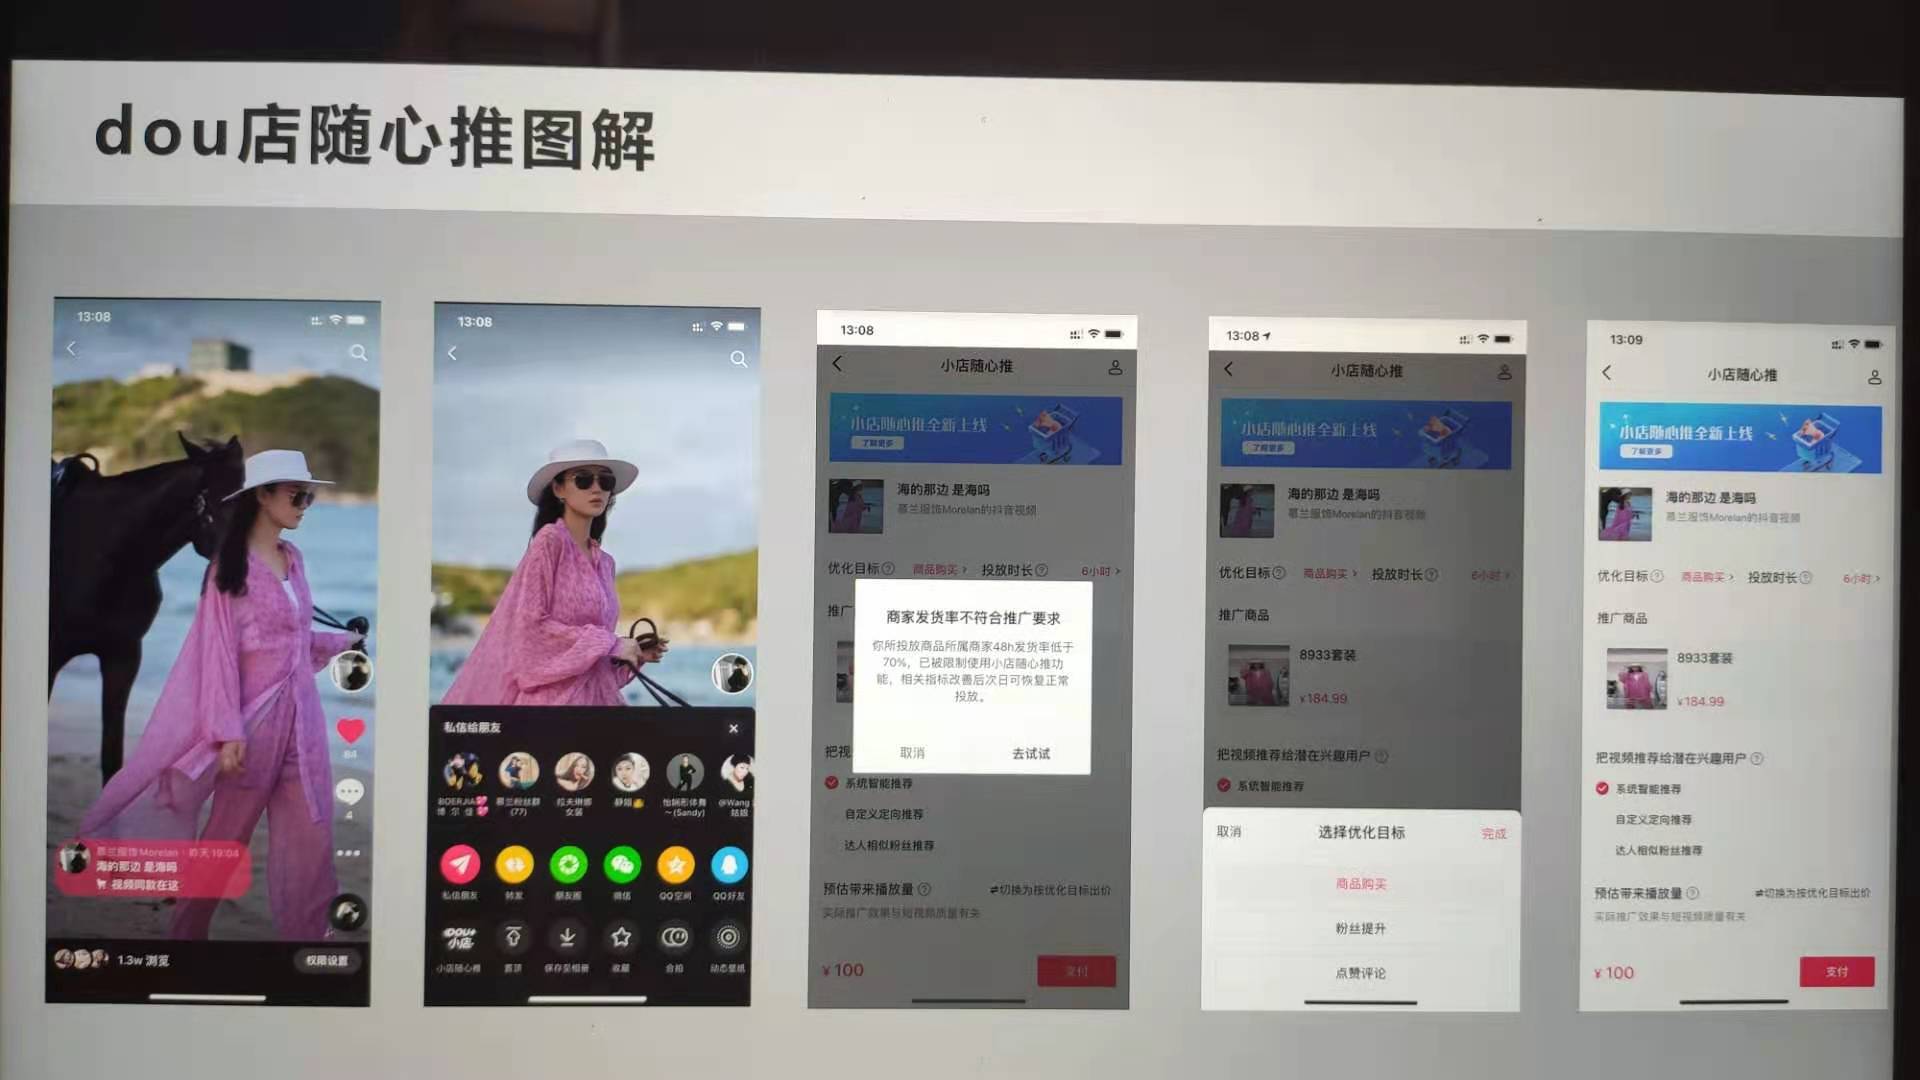 dou店随心推图解
13:08
84
4
慕兰服饰Morelan · 昨天19:04
海的那边 是海吗
视频同款在这
1.3w 浏览
权限设置
13:08
私信给朋友
BOERJIA
博 尔 佳
慕兰粉丝群
(77)
拉夫琳娜
女装
静姐
怡娴形体舞
～(Sandy)
@Wang
姑娘
私信朋友
转发
朋友圈
微信
QQ空间
QQ好友
DOU+
小店
小店随心推
置顶
保存至相册
收藏
合拍
动态壁纸
13:08
小店随心推
小店随心推全新上线
了解更多
海的那边 是海吗
慕兰服饰Morelan的抖音视频
优化目标 商品购买 > 投放时长 6小时 >
推广
商家发货率不符合推广要求
你所投放商品所属商家48h发货率低于
70%，已被限制使用小店随心推功
能，相关指标改善后次日可恢复正常
投放。
取消 去试试
把视
系统智能推荐
自定义定向推荐
达人相似粉丝推荐
预估带来播放量 ⇌切换为按优化目标出价
实际推广效果与短视频质量有关
¥100
支付
13:08
小店随心推
小店随心推全新上线
了解更多
海的那边 是海吗
慕兰服饰Morelan的抖音视频
优化目标 商品购买 > 投放时长 6小时 >
推广商品
8933套装
¥184.99
把视频推荐给潜在兴趣用户
系统智能推荐
取消 选择优化目标 完成
商品购买
粉丝提升
点赞评论
13:09
小店随心推
小店随心推全新上线
了解更多
海的那边 是海吗
慕兰服饰Morelan的抖音视频
优化目标 商品购买 > 投放时长 6小时 >
推广商品
8933套装
¥184.99
把视频推荐给潜在兴趣用户
系统智能推荐
自定义定向推荐
达人相似粉丝推荐
预估带来播放量 ⇌切换为按优化目标出价
实际推广效果与短视频质量有关
¥100
支付